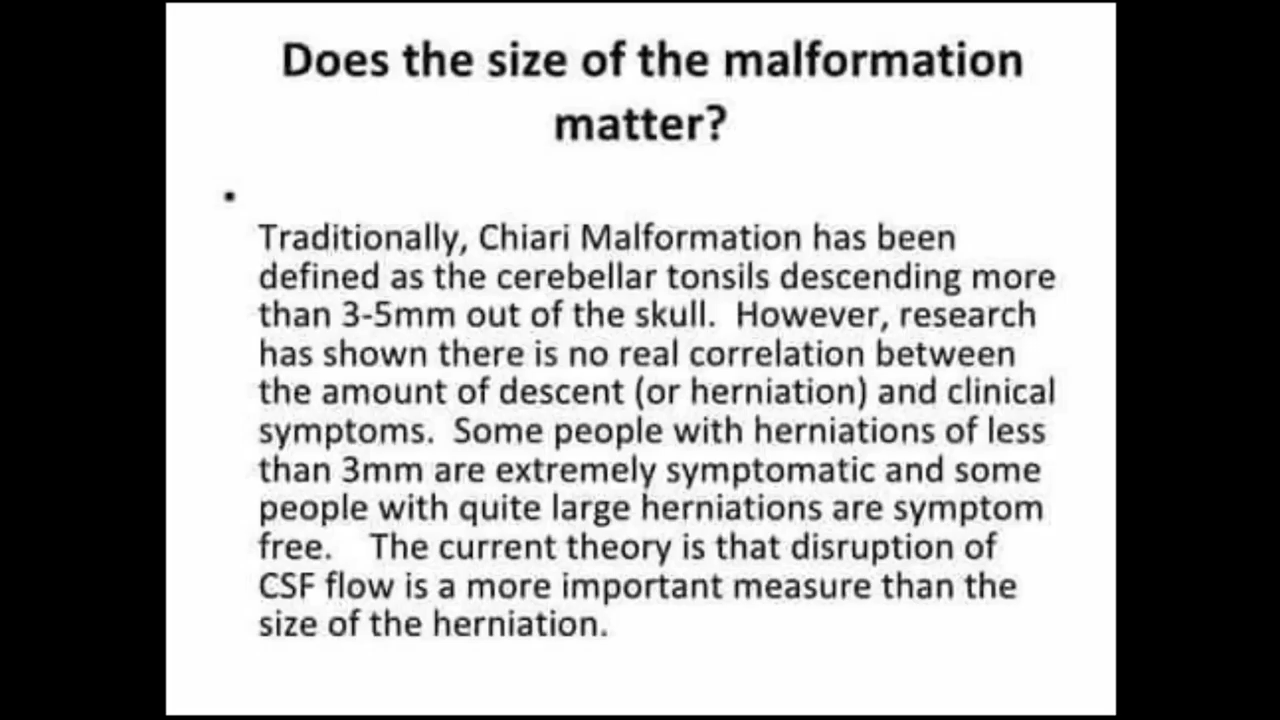 Does the size of the malformation
matter?
•
Traditionally, Chiari Malformation has been
defined as the cerebellar tonsils descending more
than 3-5mm out of the skull.  However, research
has shown there is no real correlation between
the amount of descent (or herniation) and clinical
symptoms.  Some people with herniations of less
than 3mm are extremely symptomatic and some
people with quite large herniations are symptom
free.    The current theory is that disruption of
CSF flow is a more important measure than the
size of the herniation.